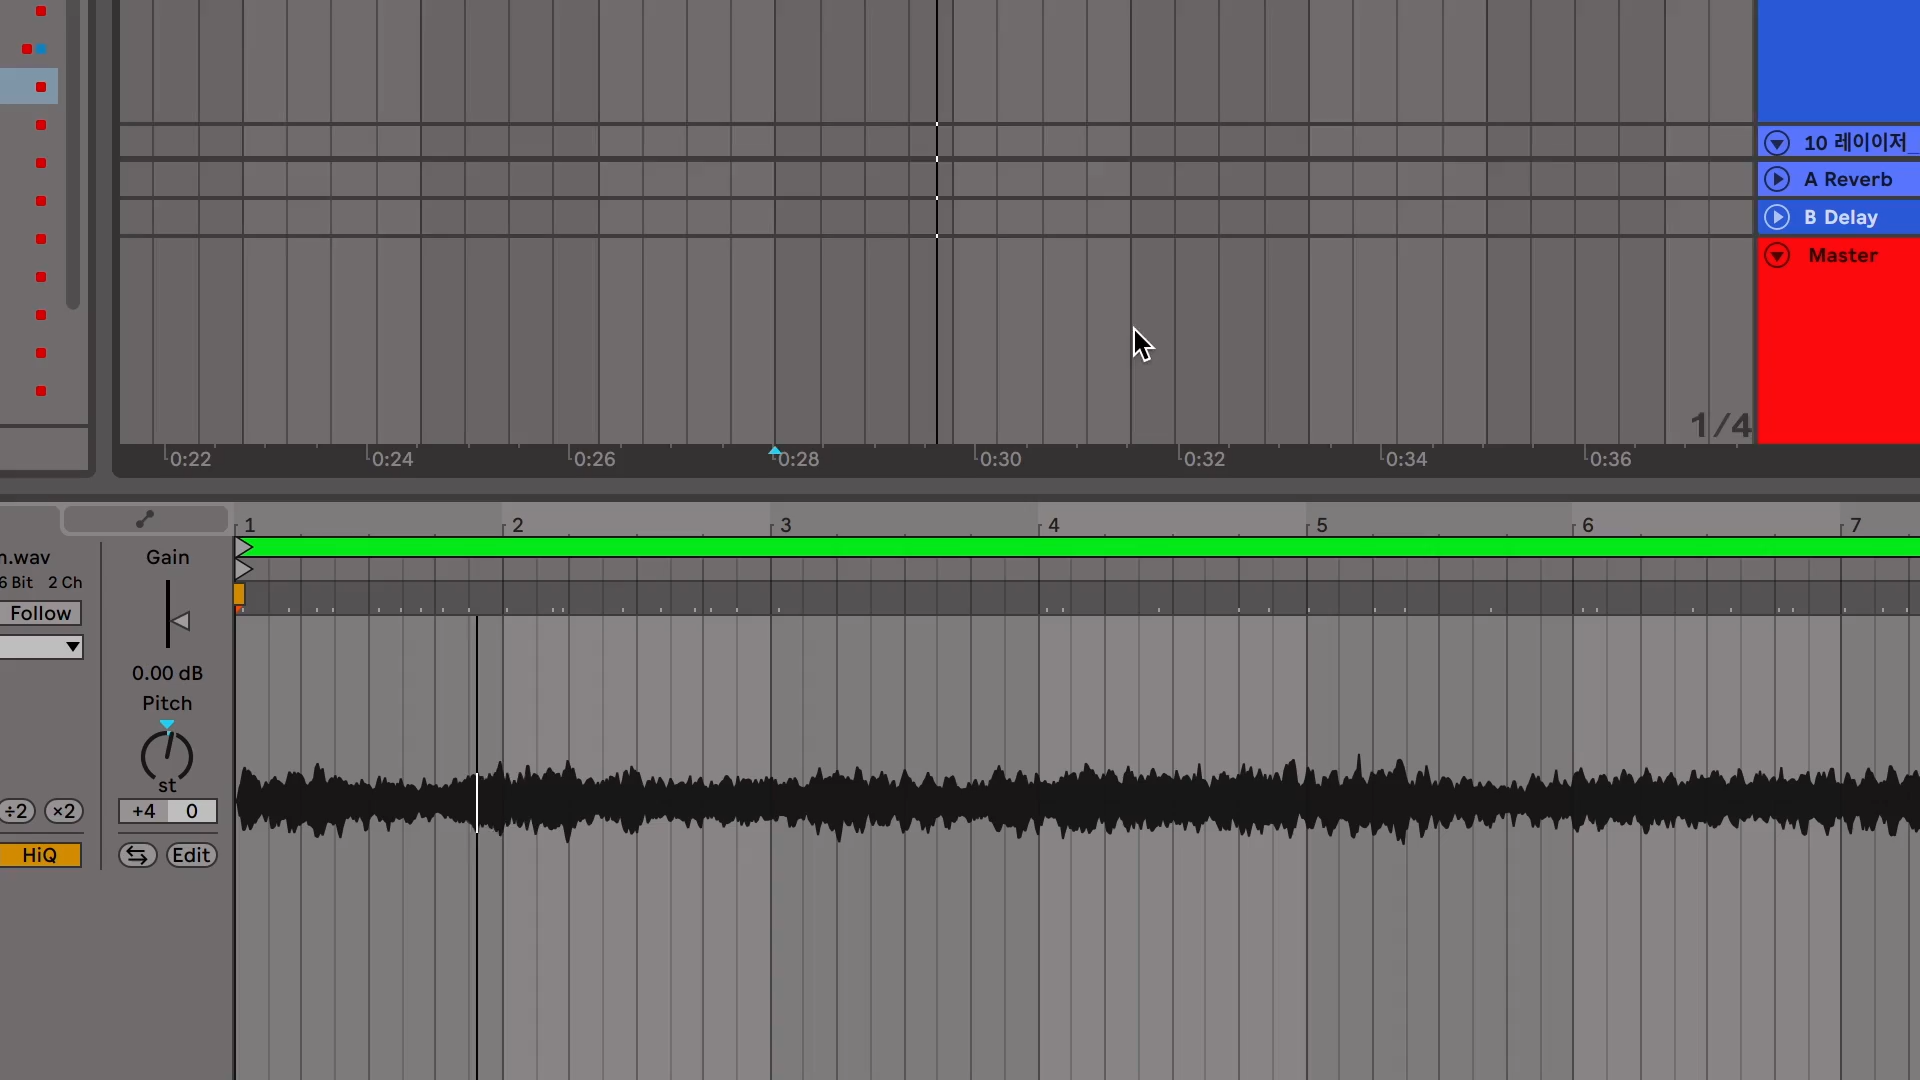 10 레이이저_
A Reverb
B Delay
Master
1/4
0:22 0:24 0:26 0:28 0:30 0:32 0:34 0:36
1 2 3 4 5 6 7
n.wav
Gain
6 Bit 2 Ch
Follow
0.00 dB
Pitch
st
÷2 ×2 +4 0
HiQ Edit